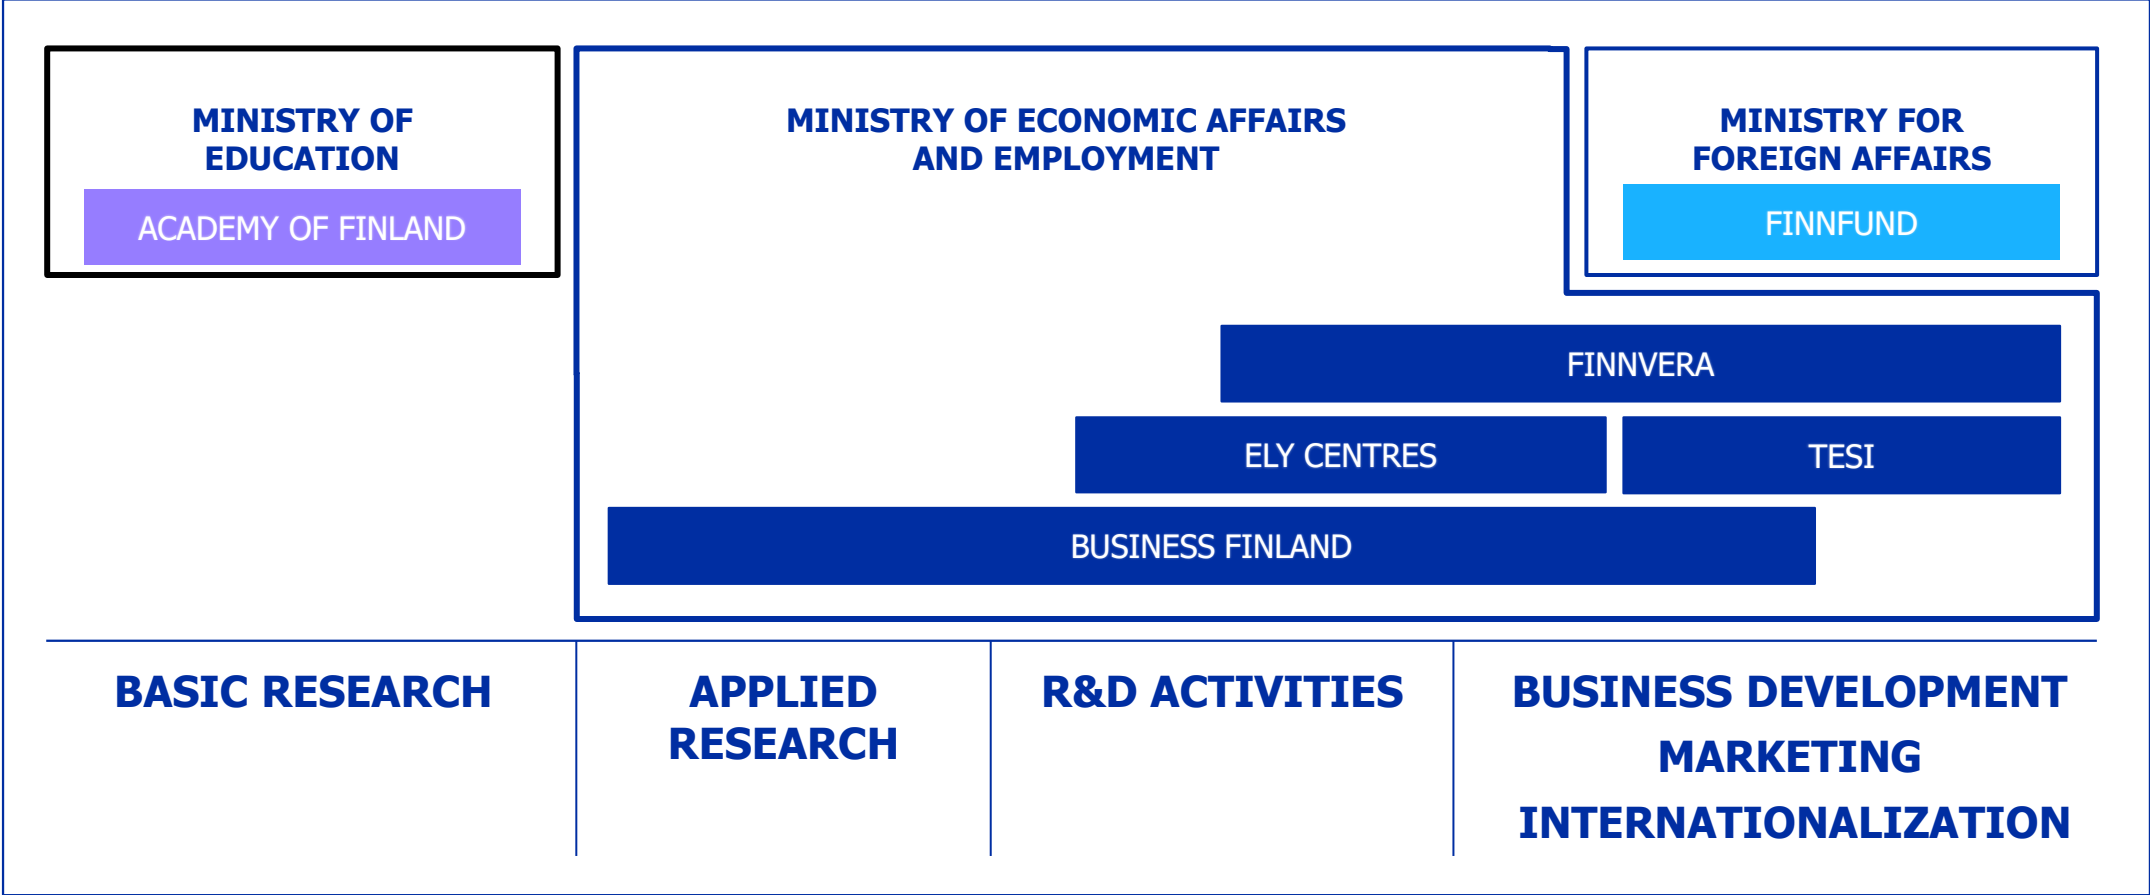 MINISTRY OF
EDUCATION
ACADEMY OF FINLAND
MINISTRY OF ECONOMIC AFFAIRS
AND EMPLOYMENT
MINISTRY FOR
FOREIGN AFFAIRS
FINNFUND
FINNVERA
ELY CENTRES
TESI
BUSINESS FINLAND
BASIC RESEARCH
APPLIED
RESEARCH
R&D ACTIVITIES
BUSINESS DEVELOPMENT
MARKETING
INTERNATIONALIZATION